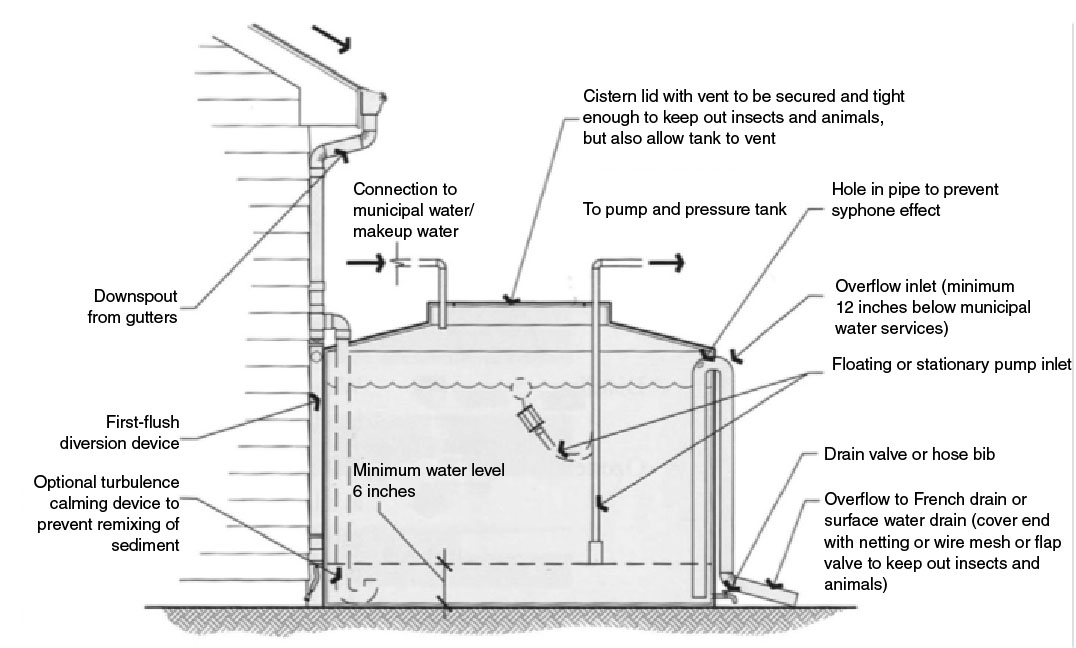 Cistern lid with vent to be secured and tight
enough to keep out insects and animals,
but also allow tank to vent
Connection to
municipal water/
makeup water
To pump and pressure tank
Hole in pipe to prevent
syphone effect
Downspout
from gutters
Overflow inlet (minimum
12 inches below municipal
water services)
Floating or stationary pump inlet
First-flush
diversion device
Optional turbulence
calming device to
prevent remixing of
sediment
Minimum water level
6 inches
Drain valve or hose bib
Overflow to French drain or
surface water drain (cover end
with netting or wire mesh or flap
valve to keep out insects and
animals)